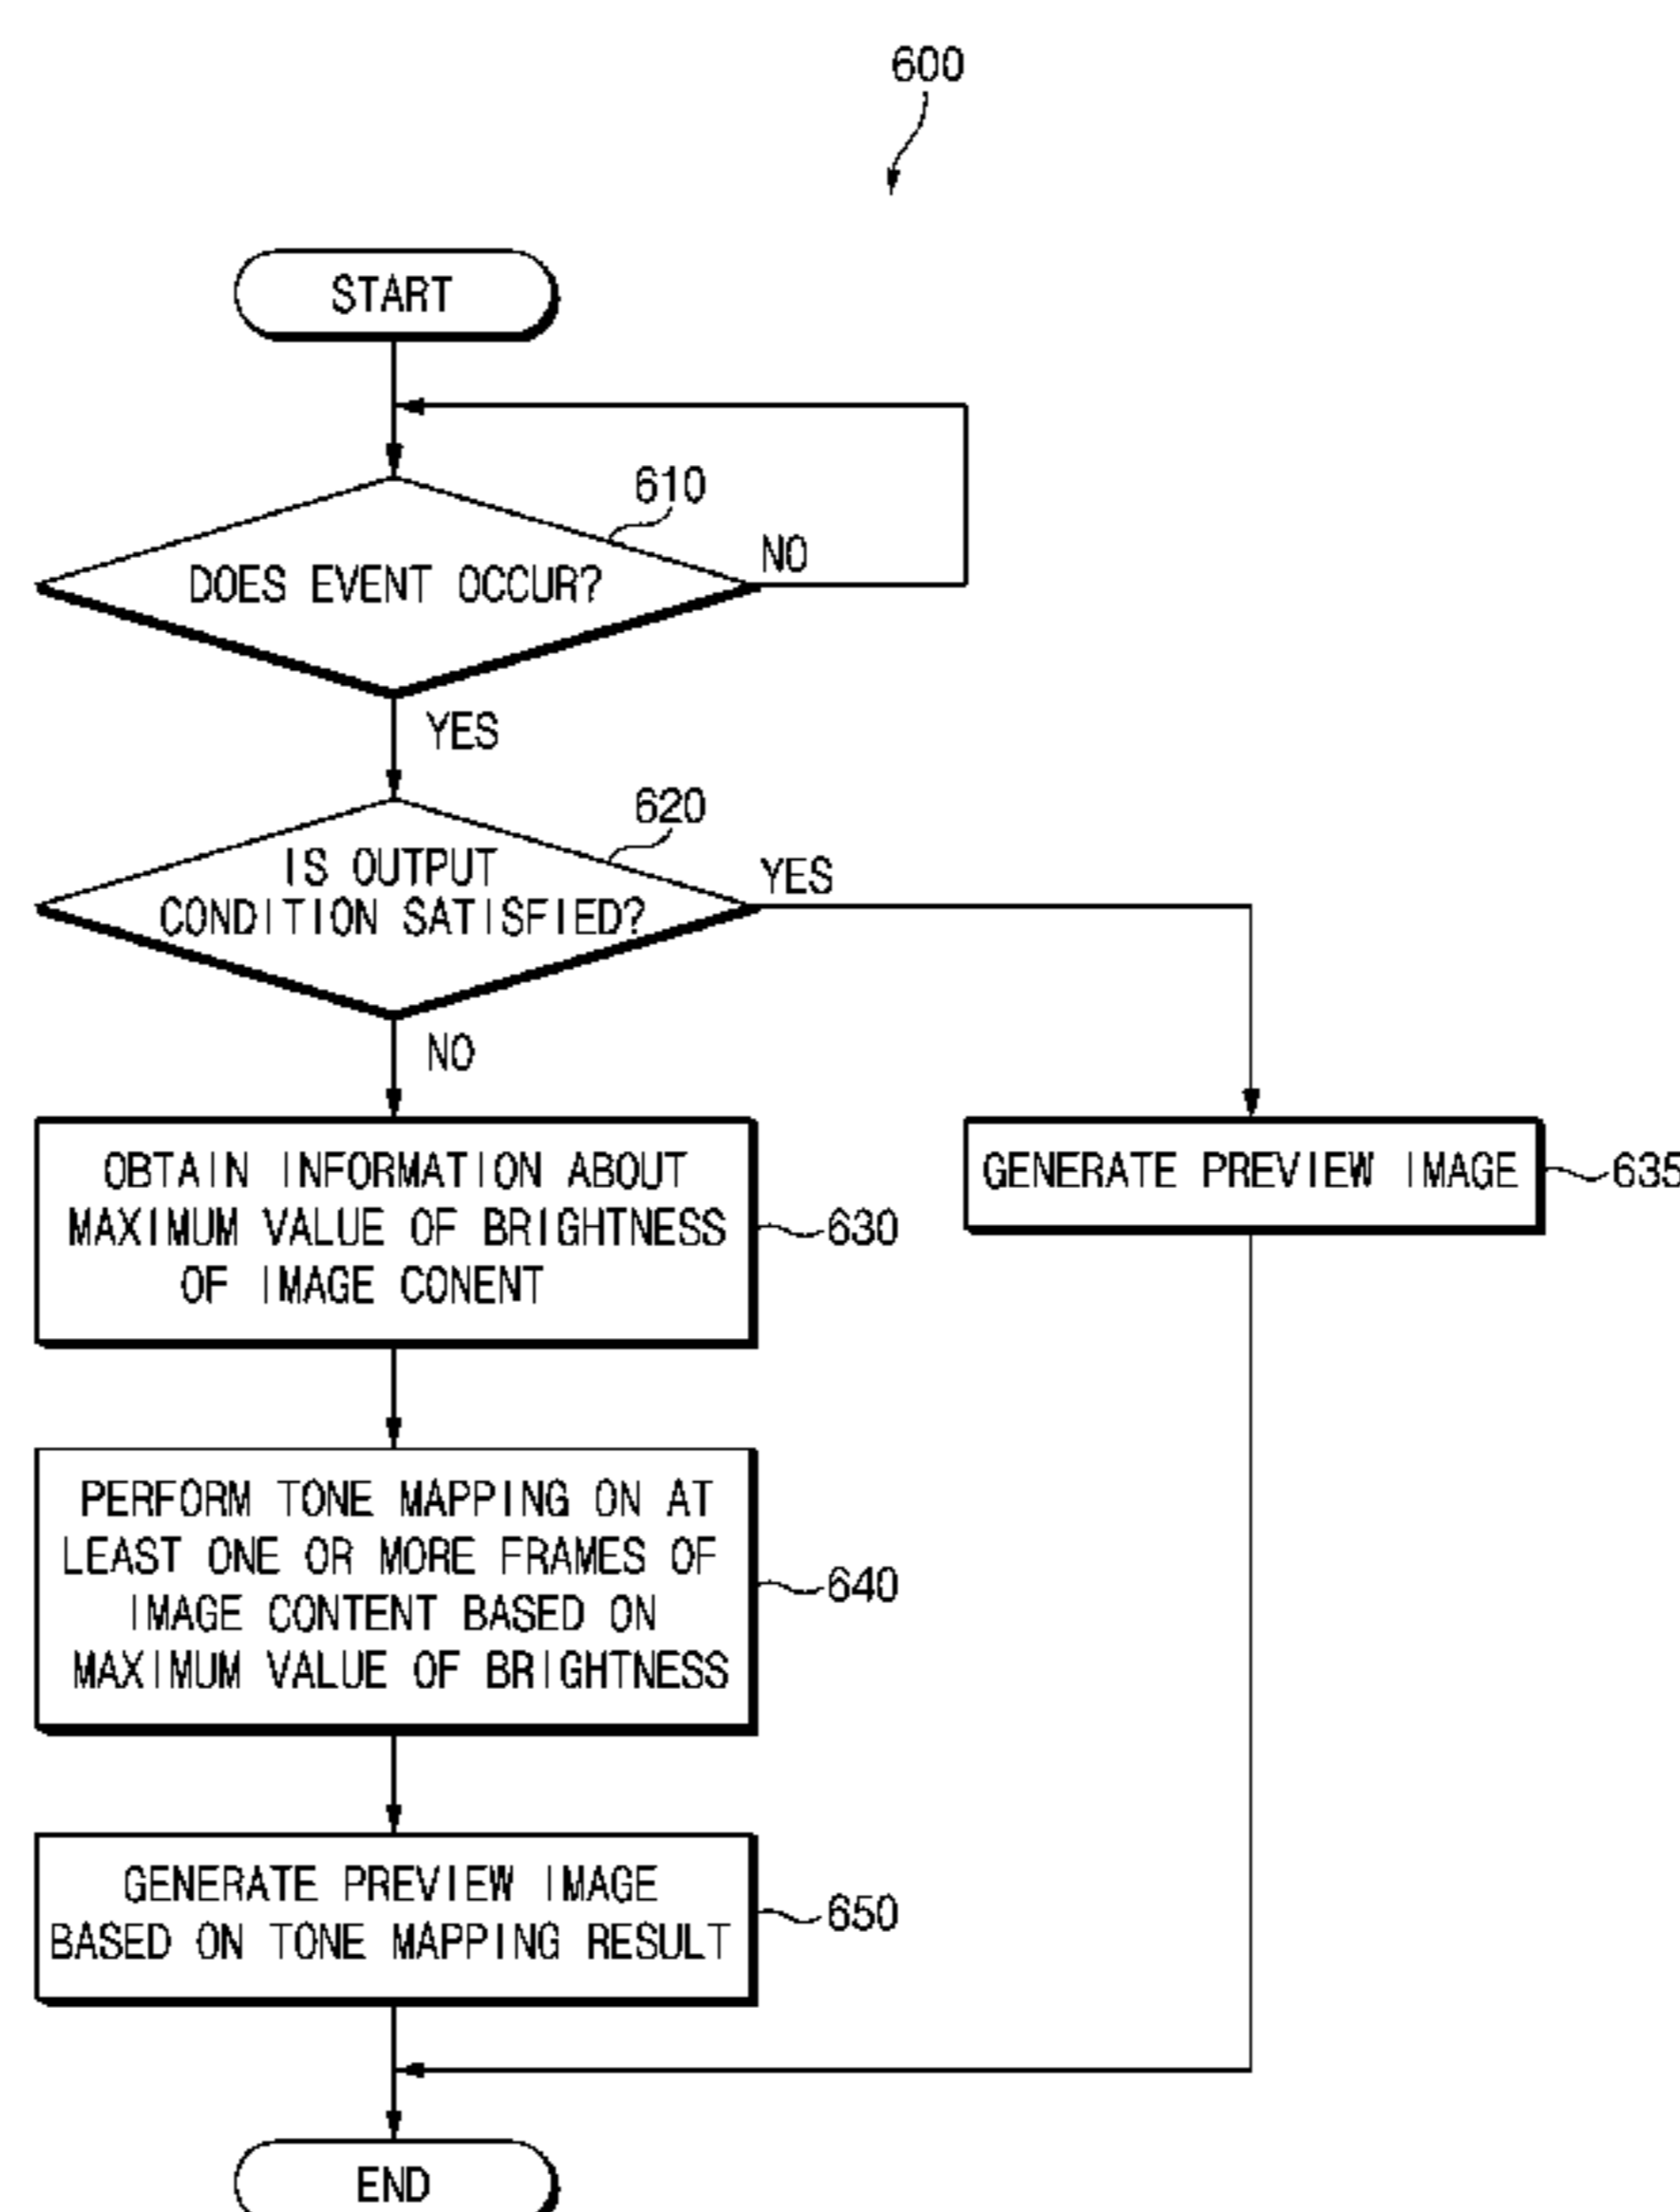 600
START
610
DOES EVENT OCCUR?
NO
YES
620
IS OUTPUT
CONDITION SATISFIED?
YES
NO
OBTAIN INFORMATION ABOUT
MAXIMUM VALUE OF BRIGHTNESS
OF IMAGE CONENT
630
GENERATE PREVIEW IMAGE
635
PERFORM TONE MAPPING ON AT
LEAST ONE OR MORE FRAMES OF
IMAGE CONTENT BASED ON
MAXIMUM VALUE OF BRIGHTNESS
640
GENERATE PREVIEW IMAGE
BASED ON TONE MAPPING RESULT
650
END